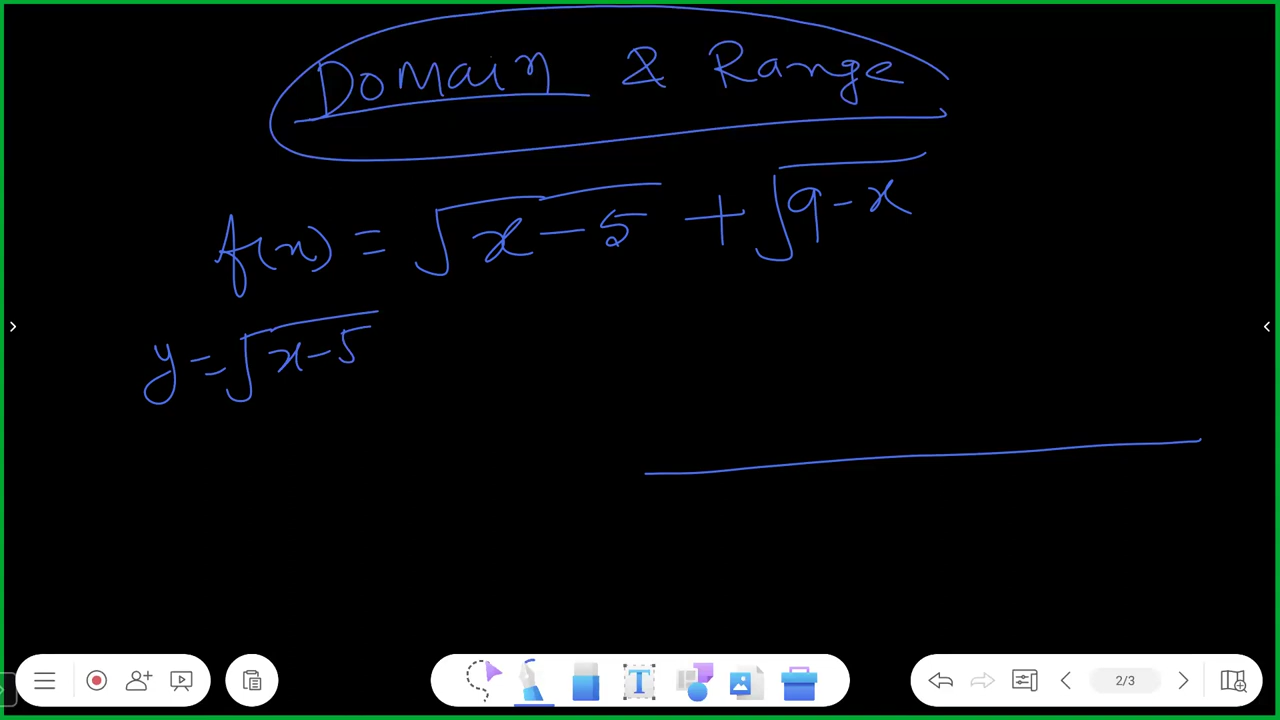 Domain & Range
f(x) = √x-5 + √9-x
y = √x-5
T
2/3